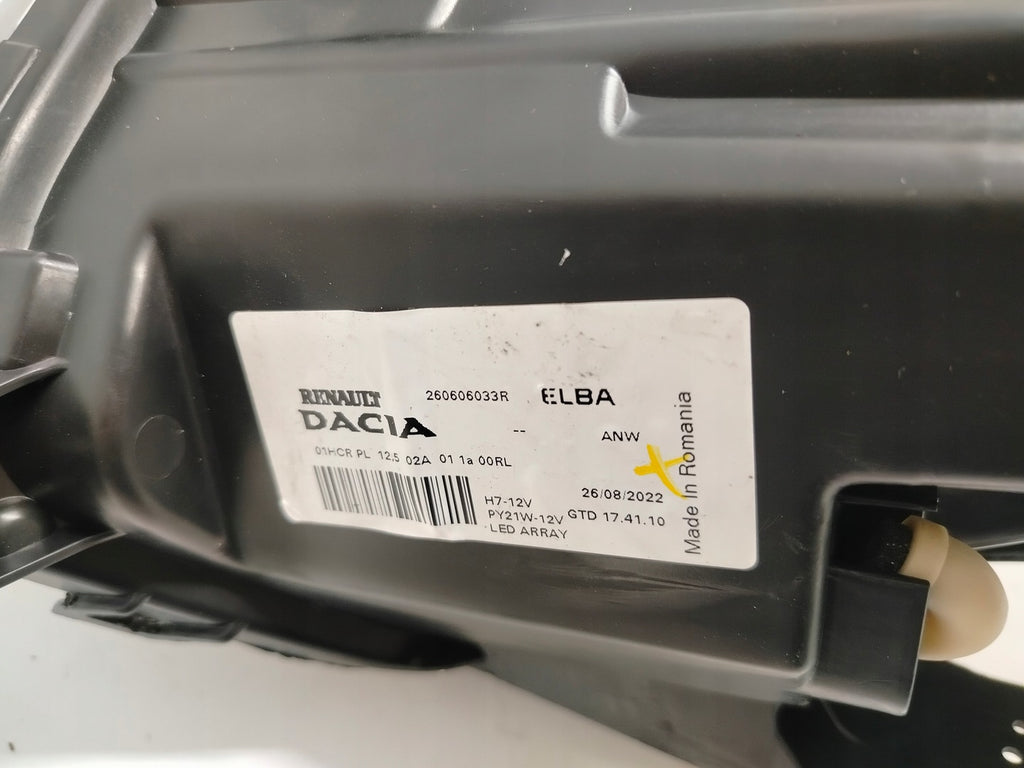 RENAULT 260606033R ELBA
DACIA -- ANW
01HCR PL 12.5 02A 01 1a 00RL
H7-12V 26/08/2022
PY21W-12V GTD 17.41.10
LED ARRAY
Made In Romania